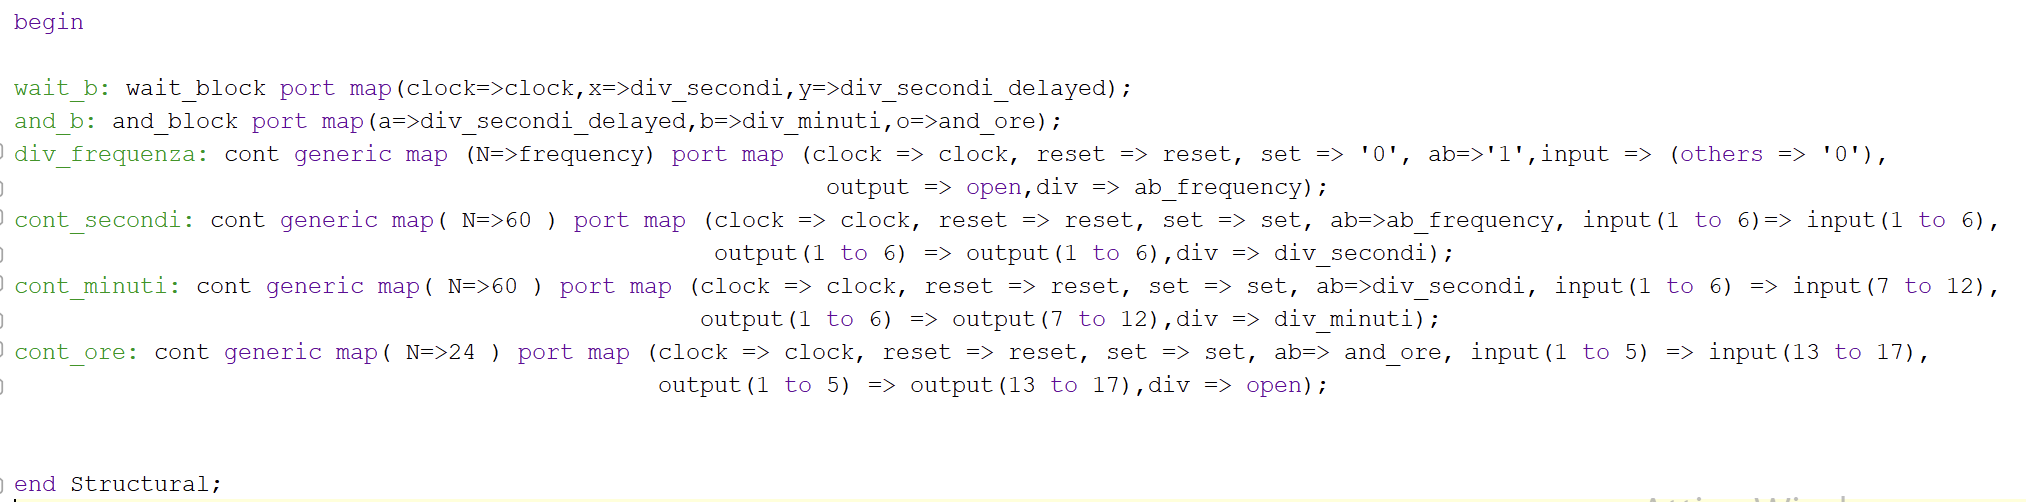 begin
wait_b: wait_block port map(clock=>clock,x=>div_secondi,y=>div_secondi_delayed);
and_b: and_block port map(a=>div_secondi_delayed,b=>div_minuti,o=>and_ore);
div_frequenza: cont generic map (N=>frequency) port map (clock => clock, reset => reset, set => '0', ab=>'1',input => (others => '0'),
output => open,div => ab_frequency);
cont_secondi: cont generic map( N=>60 ) port map (clock => clock, reset => reset, set => set, ab=>ab_frequency, input(1 to 6)=> input(1 to 6),
output(1 to 6) => output(1 to 6),div => div_secondi);
cont_minuti: cont generic map( N=>60 ) port map (clock => clock, reset => reset, set => set, ab=>div_secondi, input(1 to 6) => input(7 to 12),
output(1 to 6) => output(7 to 12),div => div_minuti);
cont_ore: cont generic map( N=>24 ) port map (clock => clock, reset => reset, set => set, ab=> and_ore, input(1 to 5) => input(13 to 17),
output(1 to 5) => output(13 to 17),div => open);
end Structural;